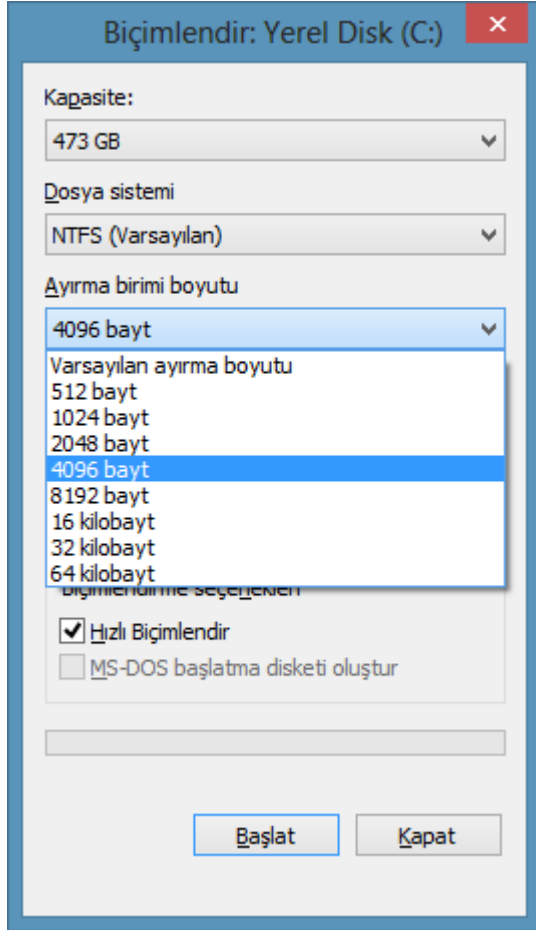 Biçimlendir: Yerel Disk (C:)
Kapasite:
473 GB
Dosya sistemi
NTFS (Varsayılan)
Ayırma birimi boyutu
4096 bayt
Varsayılan ayırma boyutu
512 bayt
1024 bayt
2048 bayt
4096 bayt
8192 bayt
16 kilobayt
32 kilobayt
64 kilobayt
Biçimlendirme seçenekleri
Hızlı Biçimlendir
MS-DOS başlatma disketi oluştur
Başlat
Kapat